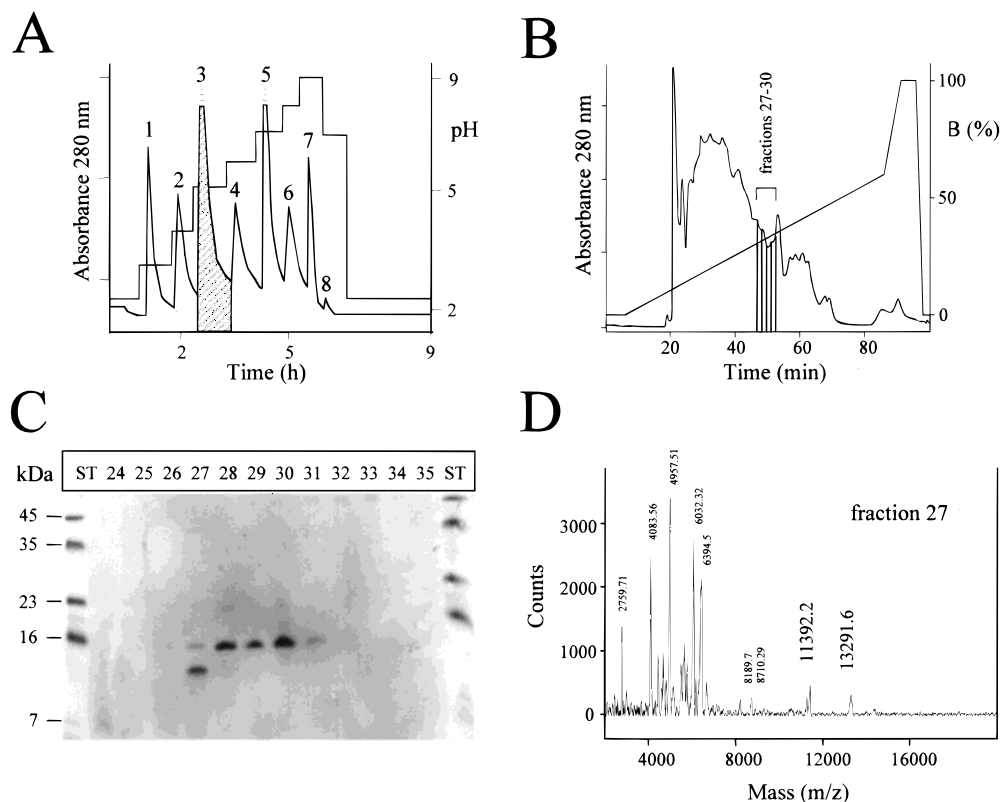 A
Absorbance 280 nm
1
2
3
4
5
6
7
8
9
pH
5
2
2
5
9
Time (h)
B
Absorbance 280 nm
fractions 27-30
100
B (%)
50
0
20
40
60
80
Time (min)
C
kDa
ST 24 25 26 27 28 29 30 31 32 33 34 35 ST
45
35
23
16
7
D
fraction 27
Counts
3000
2000
1000
0
2759.71
4083.56
4957.51
6032.32
6394.5
8189.7
8710.29
11392.2
13291.6
4000
8000
12000
16000
Mass (m/z)